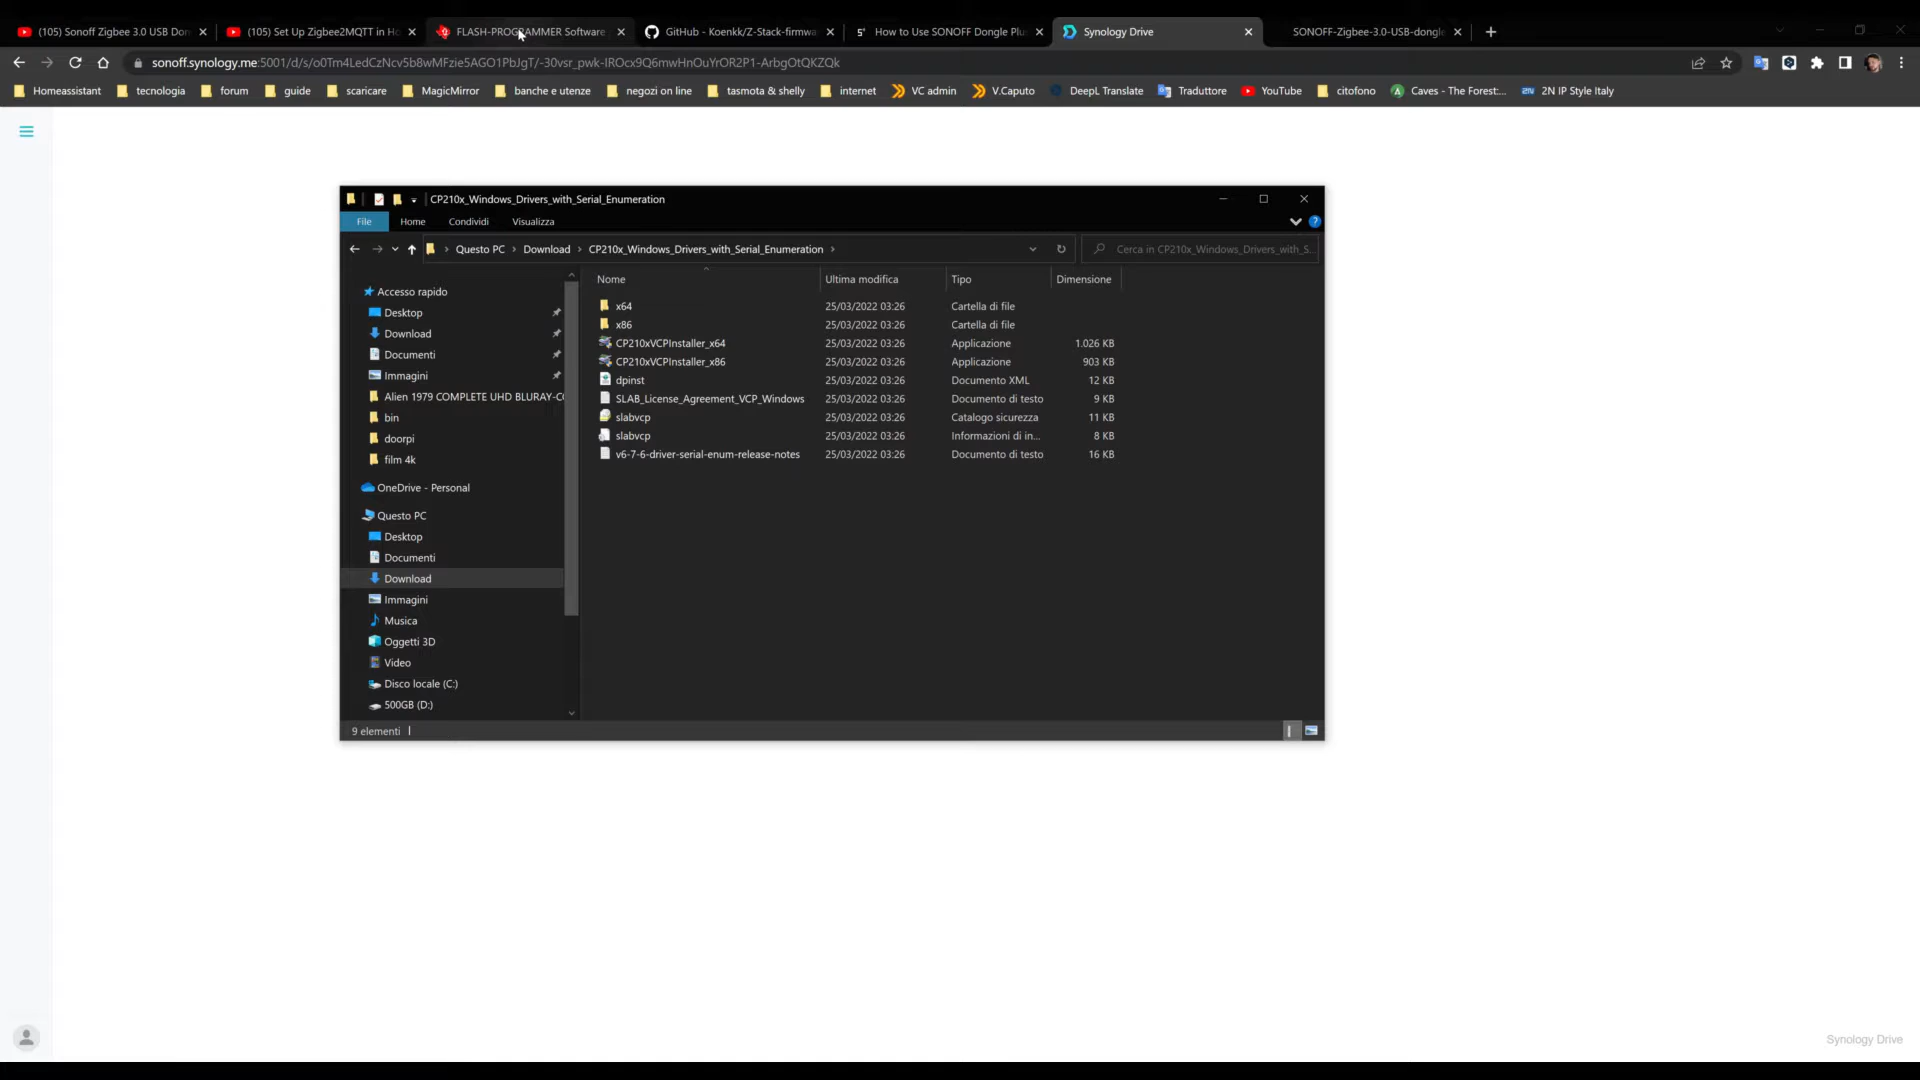 (105) Sonoff Zigbee 3.0 USB Don
(105) Set Up Zigbee2MQTT in Ho
FLASH-PROGRAMMER Software
GitHub - Koenkk/Z-Stack-firmwa
How to Use SONOFF Dongle Plu
Synology Drive
SONOFF-Zigbee-3.0-USB-dongle
sonoff.synology.me:5001/d/s/o0Tm4LedCzNcv5b8wMFzie5AGO1PbJgT/-30vsr_pwk-IROcx9Q6mwHnOuYrOR2P1-ArbgOtQKZQk
Homeassistant
tecnologia
forum
guide
scaricare
MagicMirror
banche e utenze
negozi on line
tasmota & shelly
internet
VC admin
V.Caputo
DeepL Translate
Traduttore
YouTube
citofono
Caves - The Forest:...
2N IP Style Italy
CP210x_Windows_Drivers_with_Serial_Enumeration
File Home Condividi Visualizza
Questo PC › Download › CP210x_Windows_Drivers_with_Serial_Enumeration ›
Cerca in CP210x_Windows_Drivers_with_S...
Accesso rapido
Desktop
Download
Documenti
Immagini
Alien 1979 COMPLETE UHD BLURAY-C
bin
doorpi
film 4k
OneDrive - Personal
Questo PC
Desktop
Documenti
Download
Immagini
Musica
Oggetti 3D
Video
Disco locale (C:)
500GB (D:)
Nome Ultima modifica Tipo Dimensione
x64 25/03/2022 03:26 Cartella di file
x86 25/03/2022 03:26 Cartella di file
CP210xVCPInstaller_x64 25/03/2022 03:26 Applicazione 1.026 KB
CP210xVCPInstaller_x86 25/03/2022 03:26 Applicazione 903 KB
dpinst 25/03/2022 03:26 Documento XML 12 KB
SLAB_License_Agreement_VCP_Windows 25/03/2022 03:26 Documento di testo 9 KB
slabvcp 25/03/2022 03:26 Catalogo sicurezza 11 KB
slabvcp 25/03/2022 03:26 Informazioni di in... 8 KB
v6-7-6-driver-serial-enum-release-notes 25/03/2022 03:26 Documento di testo 16 KB
9 elementi
Synology Drive